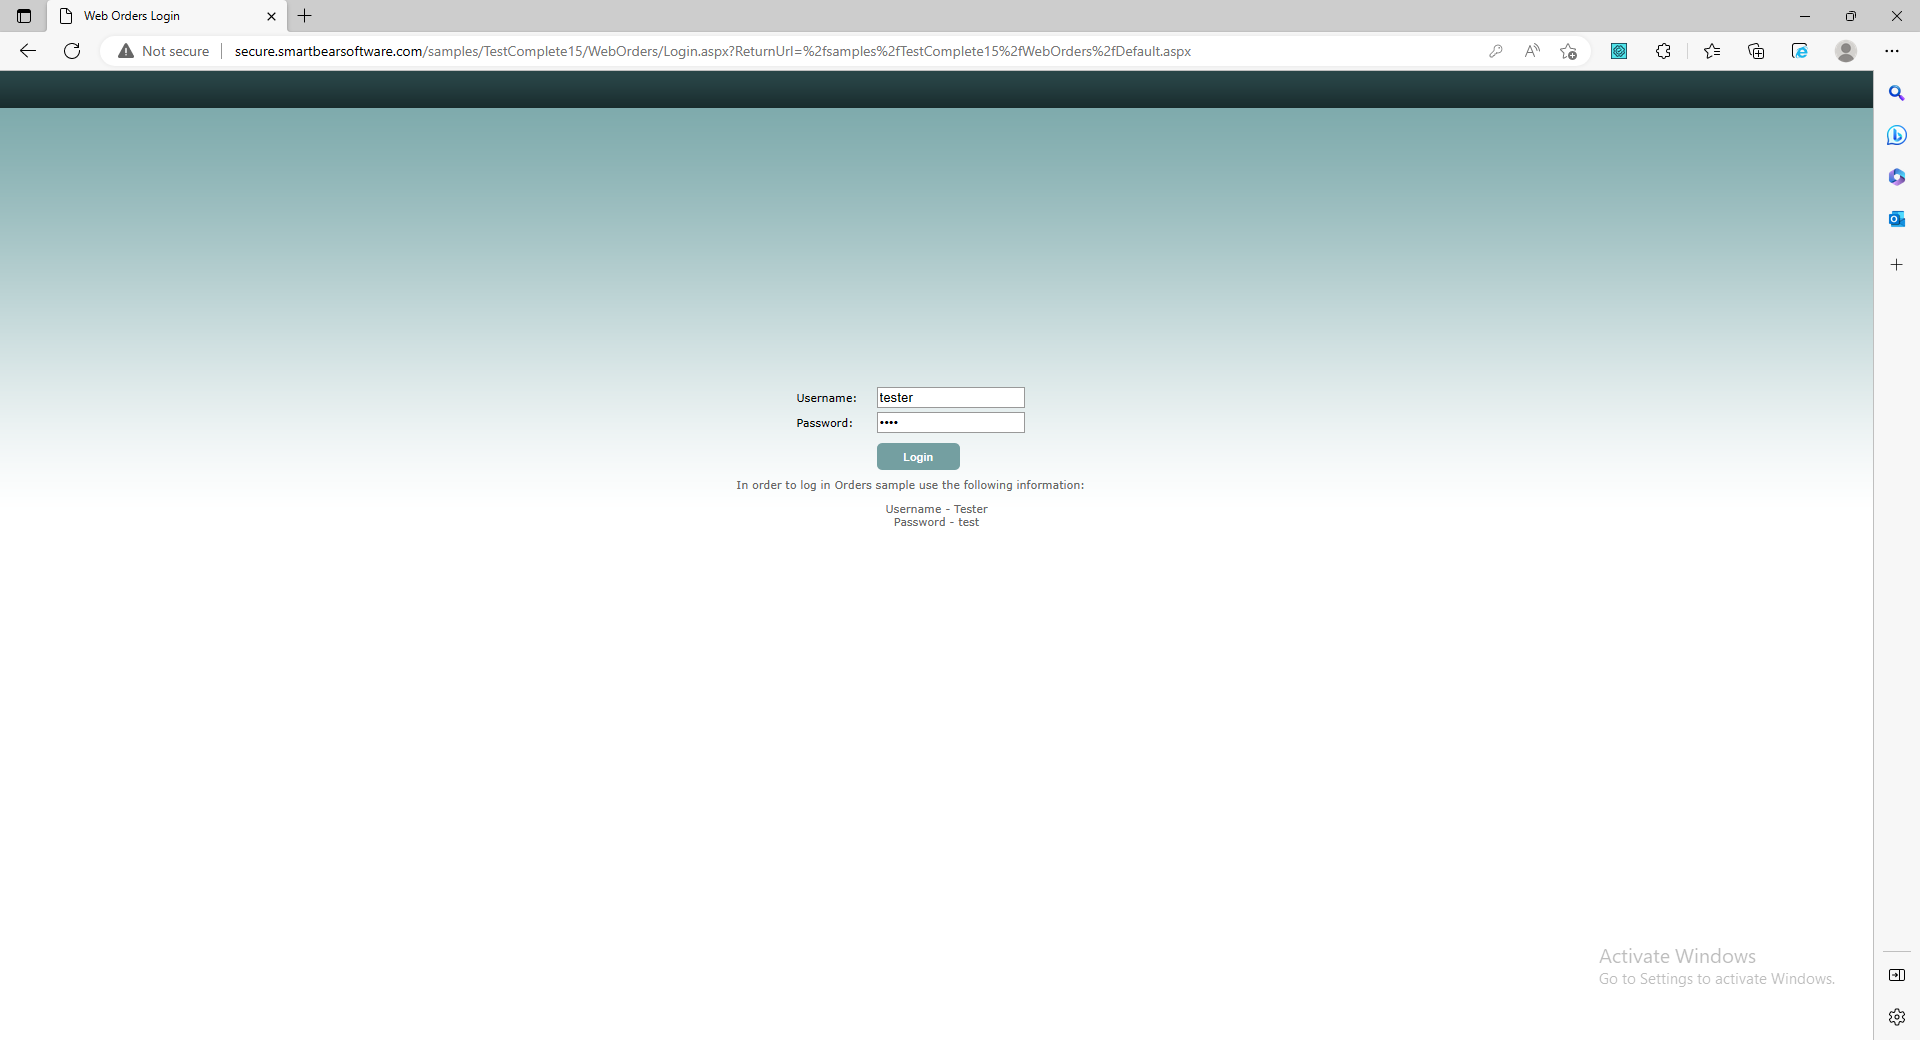 Web Orders Login
Not secure
secure.smartbearsoftware.com/samples/TestComplete15/WebOrders/Login.aspx?ReturnUrl=%2fsamples%2fTestComplete15%2fWebOrders%2fDefault.aspx
Username: tester
Password: ••••
Login
In order to log in Orders sample use the following information:
Username - Tester
Password - test
Activate Windows
Go to Settings to activate Windows.